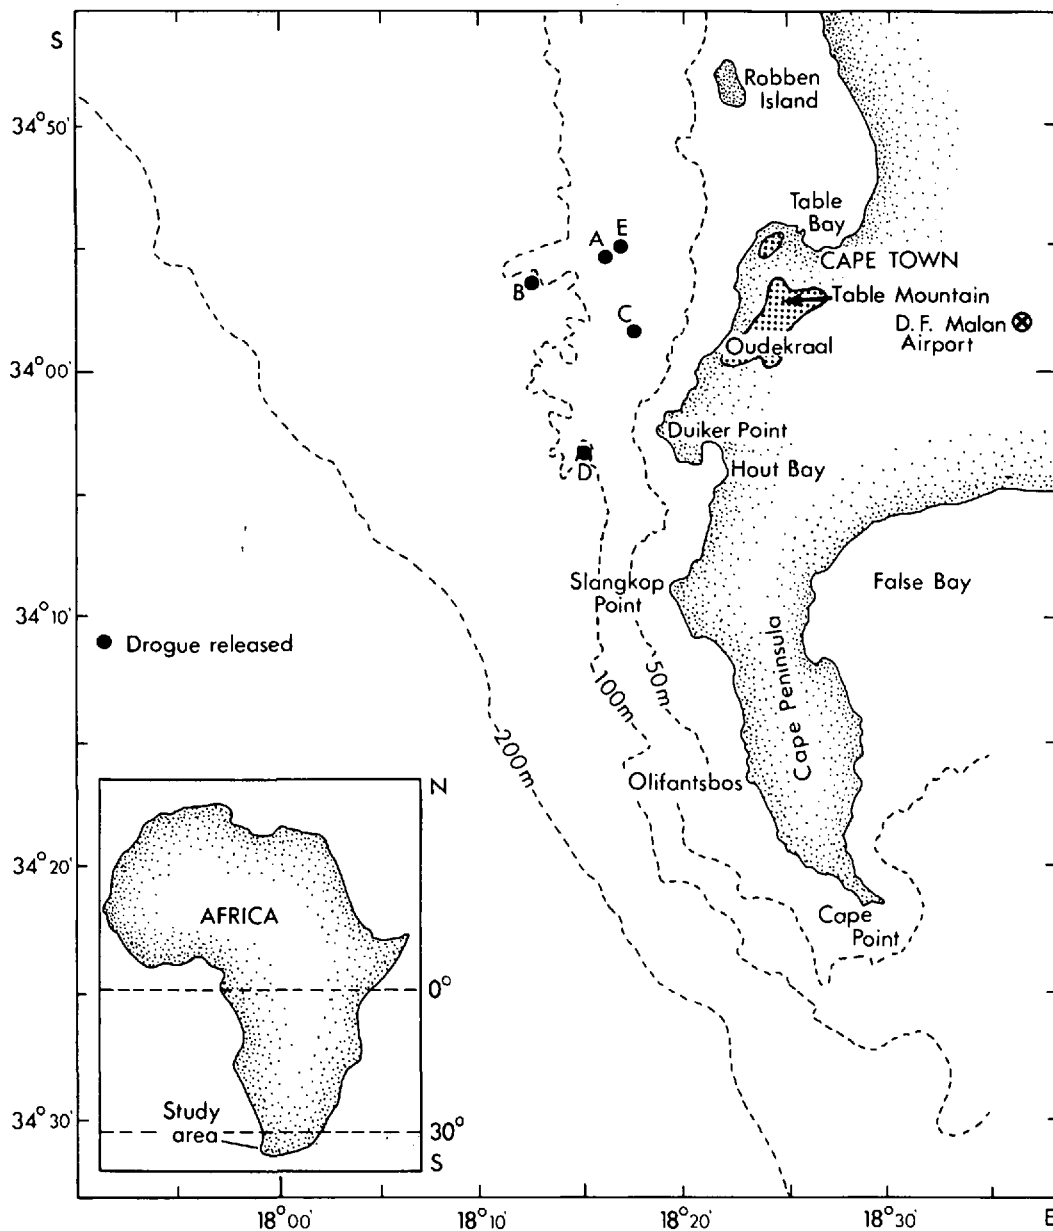 S
Robben
Island
34°50'
Table
Bay
A
E
CAPE TOWN
B
Table Mountain
C
D.F. Malan
Airport
Oudekraal
34°00'
Duiker Point
D
Hout Bay
Slangkop
Point
False Bay
34°10'
Drogue released
Cape Peninsula
50m
100m
200m
Olifantsbos
N
34°20'
AFRICA
Cape
Point
0°
34°30'
Study
area
30°
S
18°00'
18°10'
18°20'
18°30'
E